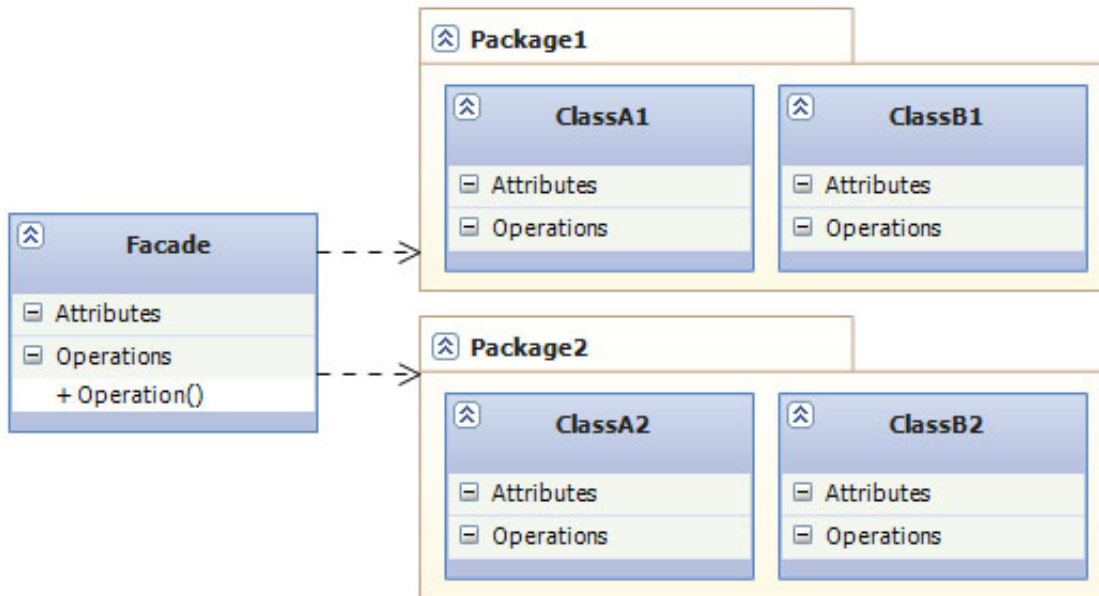 Package1
ClassA1
Attributes
Operations
ClassB1
Attributes
Operations
Facade
Attributes
Operations
+ Operation()
Package2
ClassA2
Attributes
Operations
ClassB2
Attributes
Operations